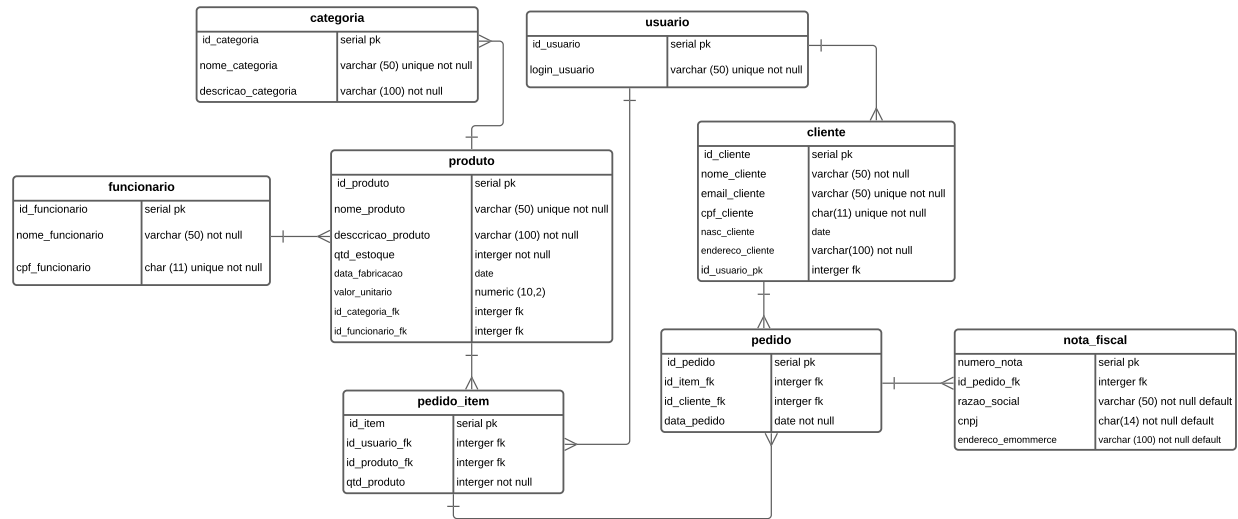 categoria
id_categoria serial pk
nome_categoria varchar (50) unique not null
descricao_categoria varchar (100) not null
usuario
id_usuario serial pk
login_usuario varchar (50) unique not null
cliente
id_cliente serial pk
nome_cliente varchar (50) not null
email_cliente varchar (50) unique not null
cpf_cliente char(11) unique not null
nasc_cliente date
endereco_cliente varchar(100) not null
id_usuario_pk interger fk
produto
id_produto serial pk
nome_produto varchar (50) unique not null
desccricao_produto varchar (100) not null
qtd_estoque interger not null
data_fabricacao date
valor_unitario numeric (10,2)
id_categoria_fk interger fk
id_funcionario_fk interger fk
funcionario
id_funcionario serial pk
nome_funcionario varchar (50) not null
cpf_funcionario char (11) unique not null
pedido
id_pedido serial pk
id_item_fk interger fk
id_cliente_fk interger fk
data_pedido date not null
nota_fiscal
numero_nota serial pk
id_pedido_fk interger fk
razao_social varchar (50) not null default
cnpj char(14) not null default
endereco_emommerce varchar (100) not null default
pedido_item
id_item serial pk
id_usuario_fk interger fk
id_produto_fk interger fk
qtd_produto interger not null